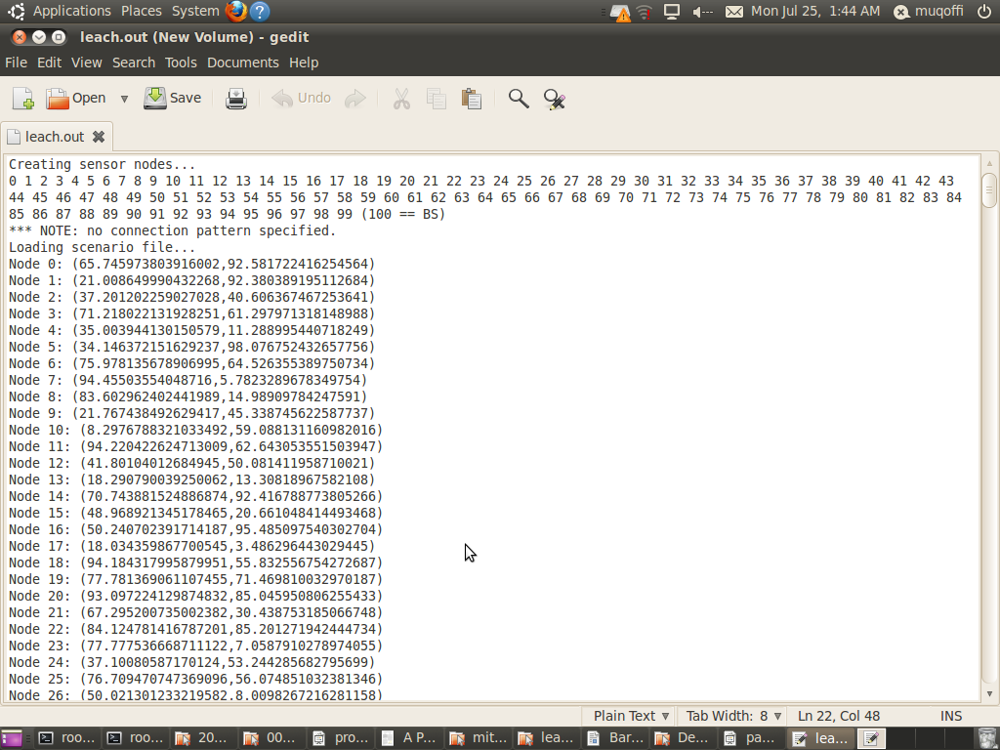 Applications Places System
Mon Jul 25, 1:44 AM muqoffi
leach.out (New Volume) - gedit
File Edit View Search Tools Documents Help
Open Save Undo
leach.out
Creating sensor nodes...
0 1 2 3 4 5 6 7 8 9 10 11 12 13 14 15 16 17 18 19 20 21 22 23 24 25 26 27 28 29 30 31 32 33 34 35 36 37 38 39 40 41 42 43
44 45 46 47 48 49 50 51 52 53 54 55 56 57 58 59 60 61 62 63 64 65 66 67 68 69 70 71 72 73 74 75 76 77 78 79 80 81 82 83 84
85 86 87 88 89 90 91 92 93 94 95 96 97 98 99 (100 == BS)
*** NOTE: no connection pattern specified.
Loading scenario file...
Node 0: (65.745973803916002,92.581722416254564)
Node 1: (21.008649990432268,92.380389195112684)
Node 2: (37.201202259027028,40.606367467253641)
Node 3: (71.218022131928251,61.297971318148988)
Node 4: (35.003944130150579,11.288995440718249)
Node 5: (34.146372151629237,98.076752432657756)
Node 6: (75.978135678906995,64.526355389750734)
Node 7: (94.45503554048716,5.7823289678349754)
Node 8: (83.602962402441989,14.98909784247591)
Node 9: (21.767438492629417,45.338745622587737)
Node 10: (8.2976788321033492,59.088131160982016)
Node 11: (94.220422624713009,62.643053551503947)
Node 12: (41.80104012684945,50.081411958710021)
Node 13: (18.290790039250062,13.30818967582108)
Node 14: (70.743881524886874,92.416788773805266)
Node 15: (48.968921345178465,20.661048414493468)
Node 16: (50.240702391714187,95.485097540302704)
Node 17: (18.034359867700545,3.486296443029445)
Node 18: (94.184317995879951,55.832556754272687)
Node 19: (77.781369061107455,71.469810032970187)
Node 20: (93.097224129874832,85.045950806255433)
Node 21: (67.295200735002382,30.438753185066748)
Node 22: (84.124781416787201,85.201271942444734)
Node 23: (77.777536668711122,7.0587910278974055)
Node 24: (37.10080587170124,53.244285682795699)
Node 25: (76.709470747369096,56.074851032381346)
Node 26: (50.021301233219582,8.0098267216281158)
Plain Text Tab Width: 8 Ln 22, Col 48 INS
roo... roo... 20... 00... pro... A P... mit... lea... Bar... De... pa... lea...